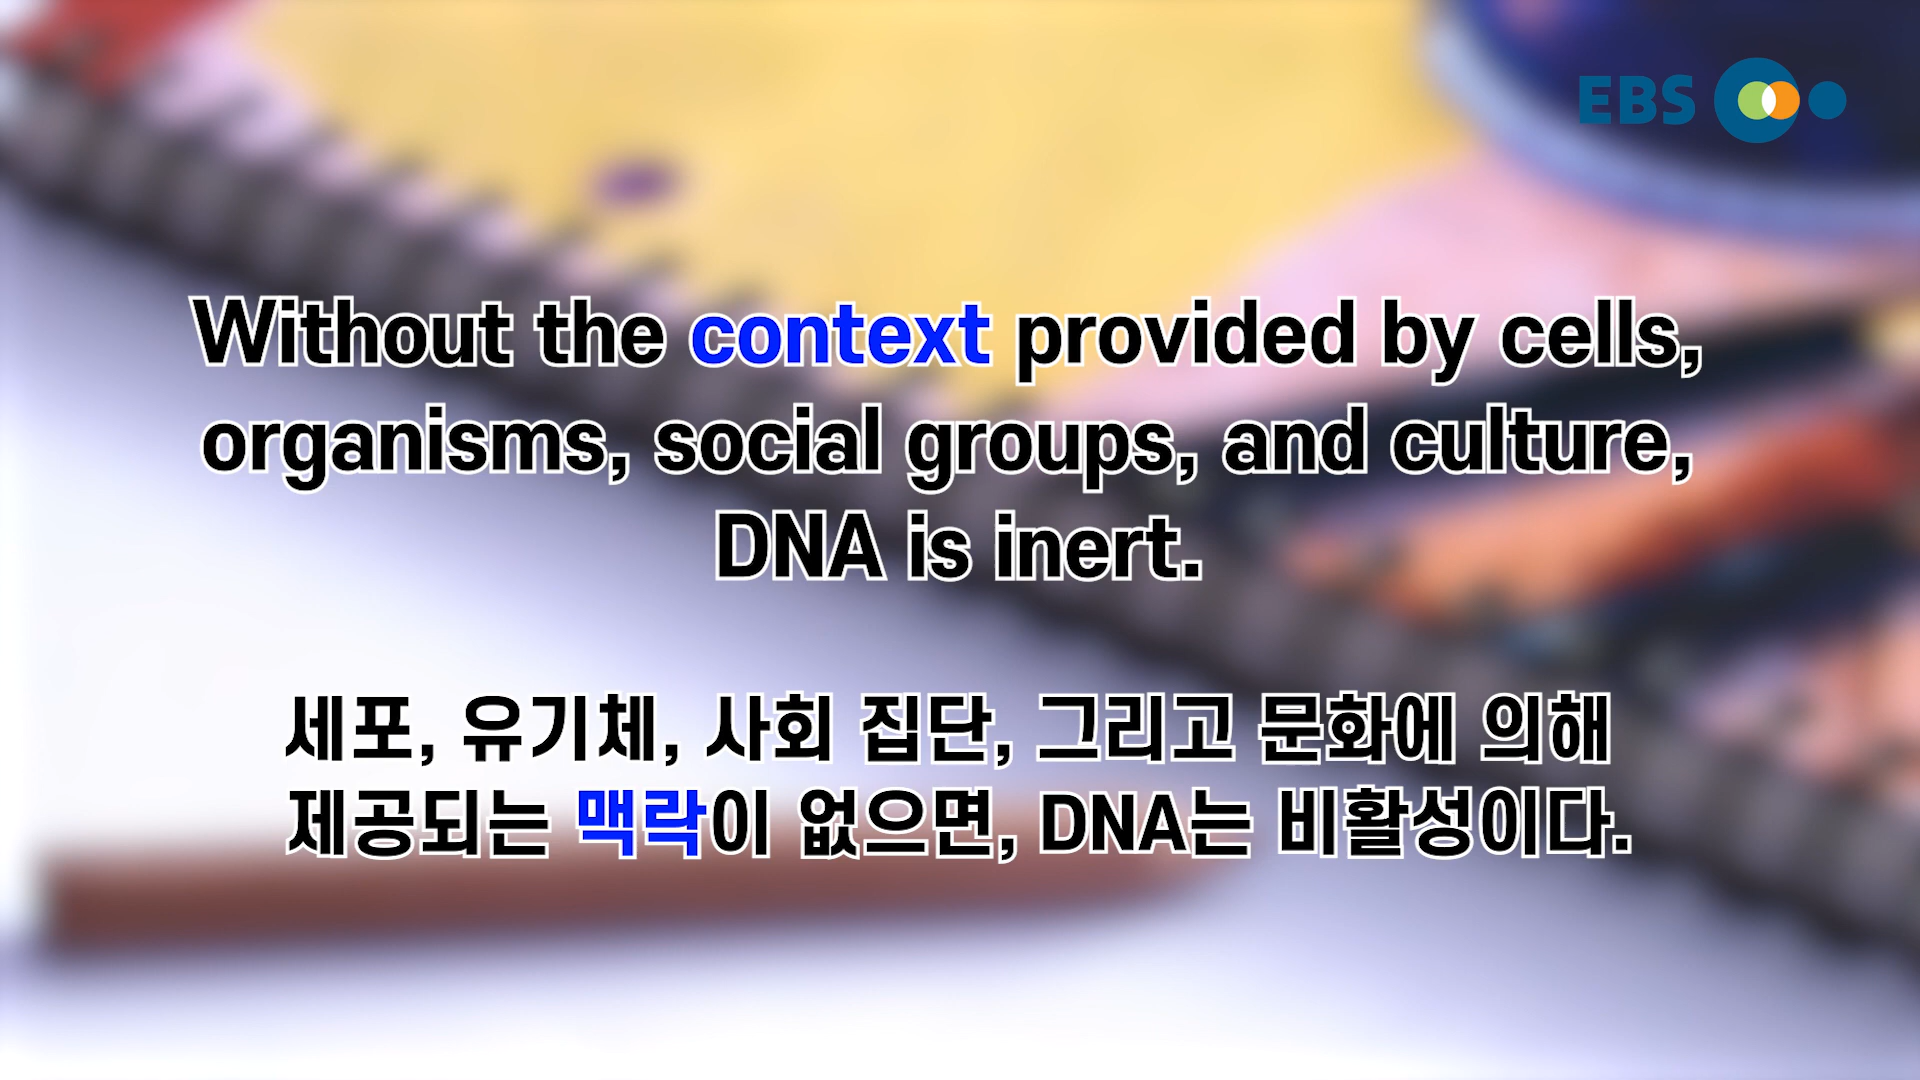 EBS
Without the context provided by cells,
organisms, social groups, and culture,
DNA is inert.
세포, 유기체, 사회 집단, 그리고 문화에 의해
제공되는 맥락이 없으면, DNA는 비활성이다.